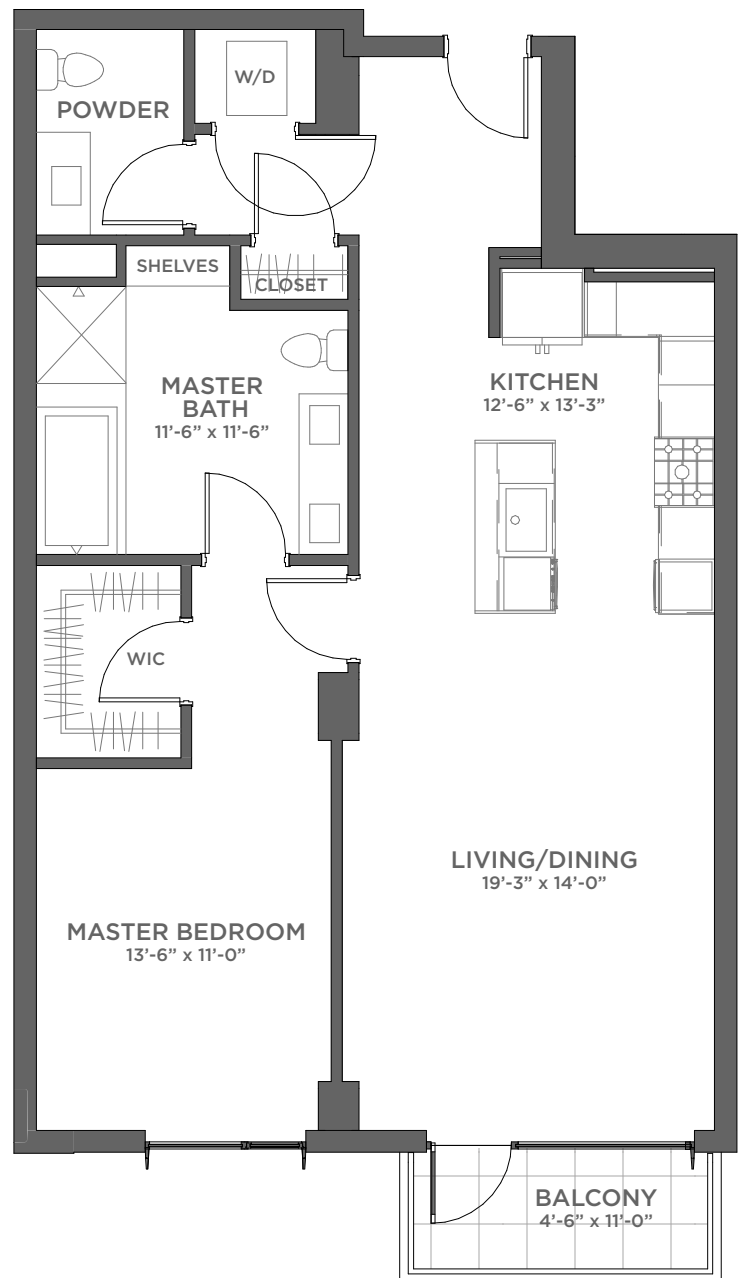 W/D
POWDER
SHELVES
CLOSET
MASTER
BATH
11’-6” x 11’-6”
KITCHEN
12’-6” x 13’-3”
WIC
LIVING/DINING
19’-3” x 14’-0”
MASTER BEDROOM
13’-6” x 11’-0”
BALCONY
4’-6” x 11’-0”